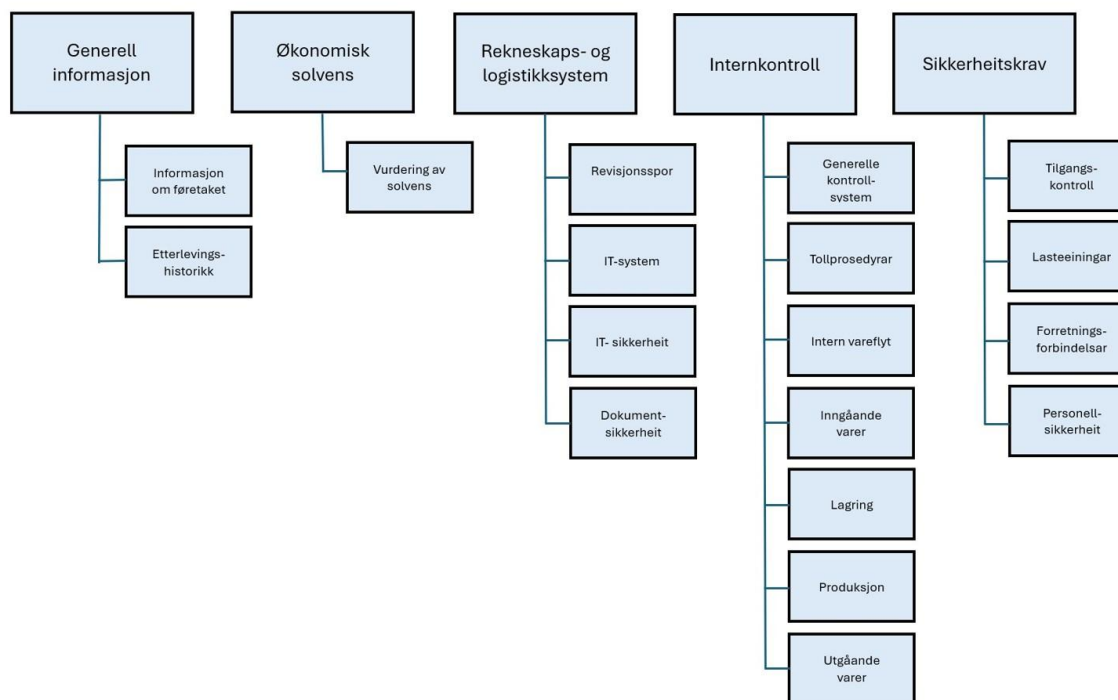 Generell
informasjon
Informasjon
om føretaket
Etterlevings-
historikk
Økonomisk
solvens
Vurdering av
solvens
Rekneskaps- og
logistikksystem
Revisjonsspor
IT-system
IT- sikkerheit
Dokument-
sikkerheit
Internkontroll
Generelle
kontroll-
system
Tollprosedyrar
Intern vareflyt
Inngåande
varer
Lagring
Produksjon
Utgåande
varer
Sikkerheitskrav
Tilgangs-
kontroll
Lasteeiningar
Forretnings-
forbindelsar
Personell-
sikkerheit